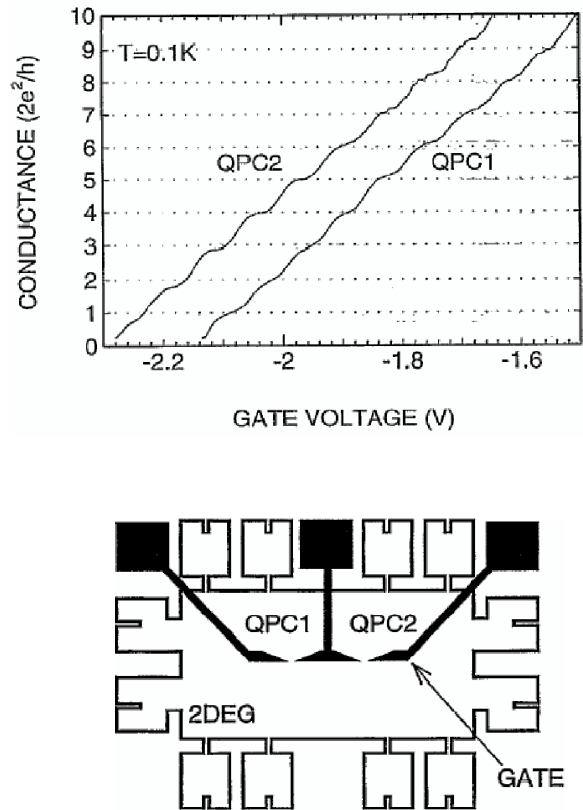 10
9
8
7
6
5
4
3
2
1
0
CONDUCTANCE (2e²/h)
T=0.1K
QPC2
QPC1
-2.2
-2
-1.8
-1.6
GATE VOLTAGE (V)
QPC1
QPC2
2DEG
GATE